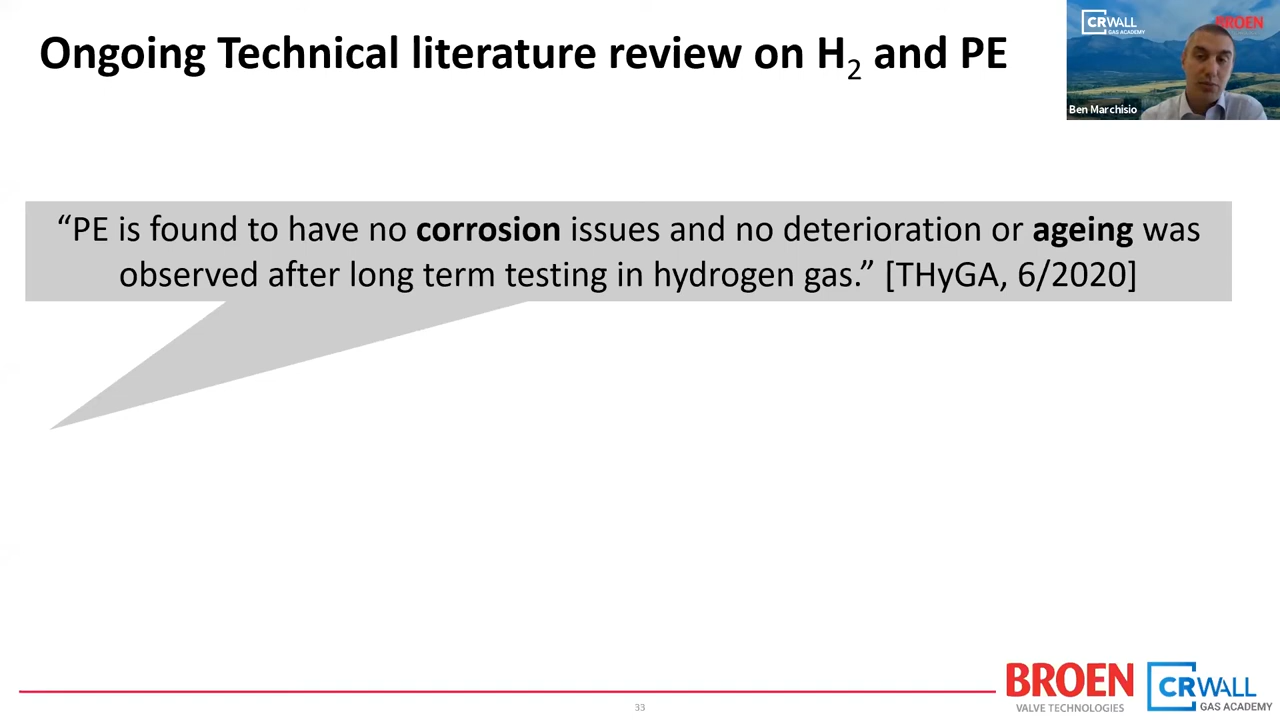 Ongoing Technical literature review on H2 and PE
CRWALL
GAS ACADEMY
BROEN
Ben Marchisio
“PE is found to have no corrosion issues and no deterioration or ageing was
observed after long term testing in hydrogen gas.” [THyGA, 6/2020]
33
BROEN
VALVE TECHNOLOGIES
CRWALL
GAS ACADEMY